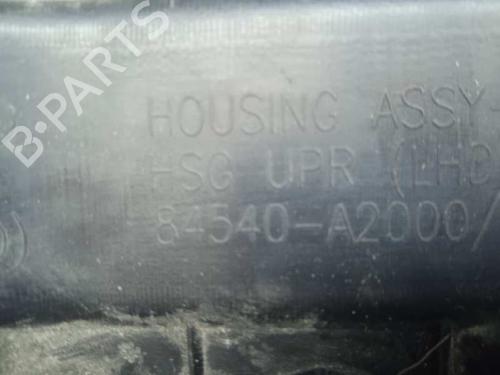 B-PARTS
HOUSING ASSY
HSG UPR (LHD
84540-A2000/